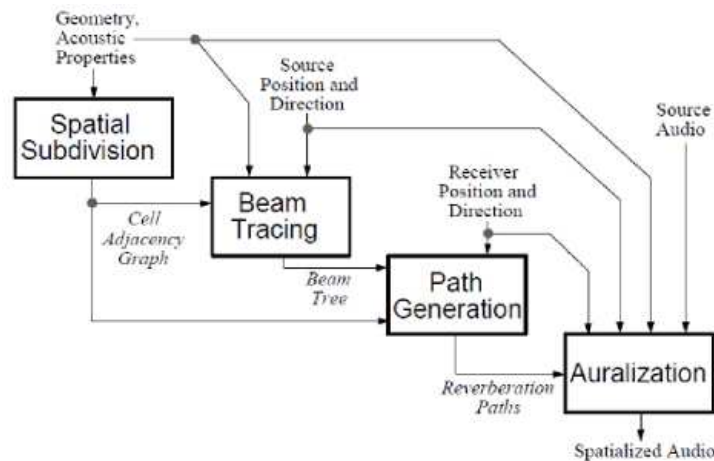 Geometry,
Acoustic
Properties
Source
Position and
Direction
Source
Audio
Spatial
Subdivision
Receiver
Position and
Direction
Beam
Tracing
Cell
Adjacency
Graph
Beam
Tree
Path
Generation
Auralization
Reverberation
Paths
Spatialized Audio